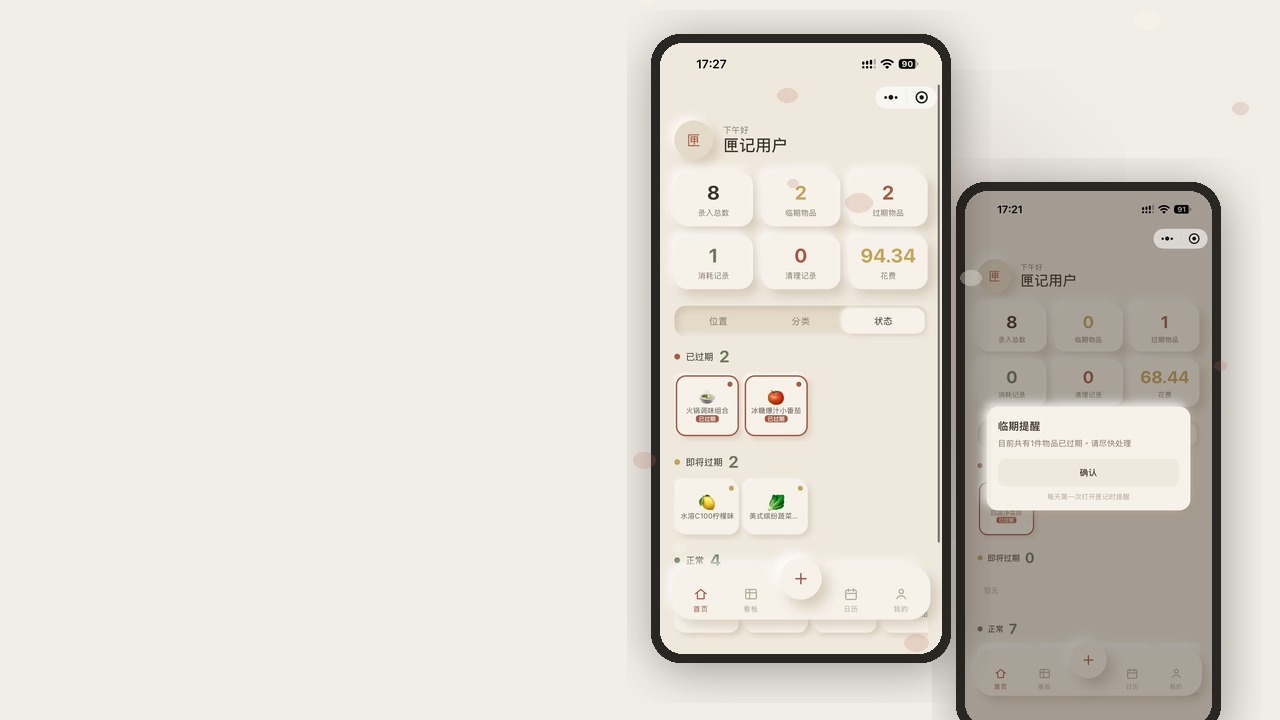 17:27
90
匣
下午好
匣记用户
8
录入总数
2
临期物品
2
过期物品
1
消耗记录
0
清理记录
94.34
花费
位置
分类
状态
已过期 2
火锅调味组合
已过期
冰糖爆汁小番茄
已过期
即将过期 2
水溶C100柠檬味
美式缤纷蔬菜...
正常 4
首页
看板
日历
我的
17:21
91
匣
下午好
匣记用户
8
录入总数
0
临期物品
1
过期物品
0
消耗记录
0
清理记录
68.44
花费
临期提醒
目前共有1件物品已过期，请尽快处理
确认
每天第一次打开匣记时提醒
已过期
即将过期 0
暂无
正常 7
首页
看板
日历
我的